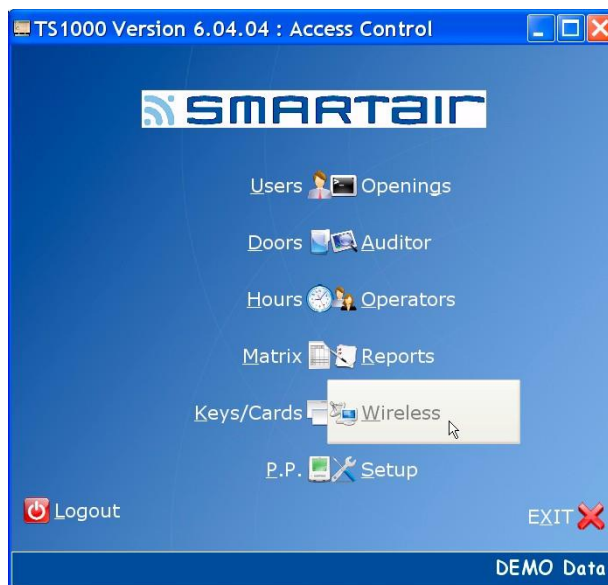 TS1000 Version 6.04.04 : Access Control
SMARTair
Users Openings
Doors Auditor
Hours Operators
Matrix Reports
Keys/Cards Wireless
P.P. Setup
Logout
EXIT
DEMO Data